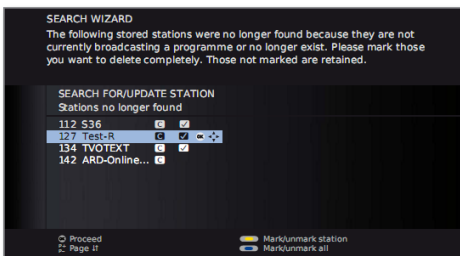 SEARCH WIZARD
The following stored stations were no longer found because they are not
currently broadcasting a programme or no longer exist. Please mark those
you want to delete completely. Those not marked are retained.
SEARCH FOR/UPDATE STATION
Stations no longer found
112 S36 C
127 Test-R C OK
134 TVOTEXT C
142 ARD-Online... C
Proceed Mark/unmark station
P+ P- Page ↓↑ Mark/unmark all